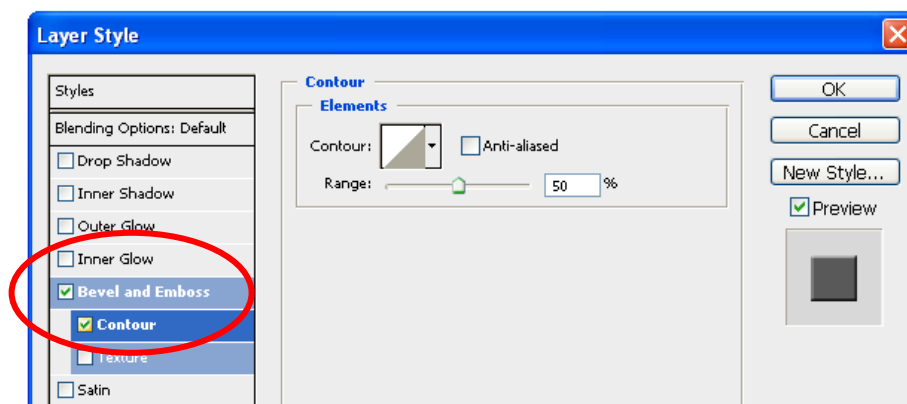 Layer Style
Styles
Blending Options: Default
Drop Shadow
Inner Shadow
Outer Glow
Inner Glow
Bevel and Emboss
Contour
Texture
Satin
Contour
Elements
Contour:
Anti-aliased
Range:
50 %
OK
Cancel
New Style...
Preview